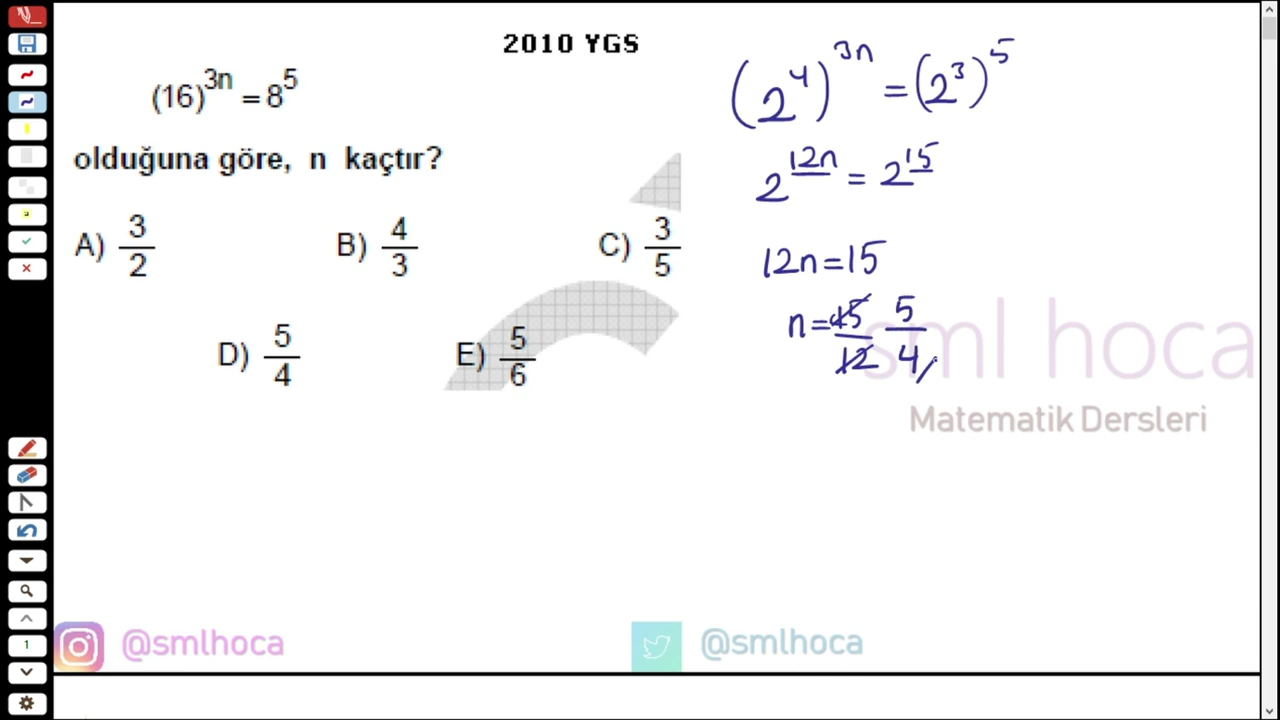 2010 YGS
(16)^3n = 8^5
olduğuna göre, n kaçtır?
A) 3/2 B) 4/3 C) 3/5
D) 5/4 E) 5/6
(2^4)^3n = (2^3)^5
2^12n = 2^15
12n = 15
n = 15/12 5/4
sml hoca
Matematik Dersleri
@smlhoca @smlhoca
1